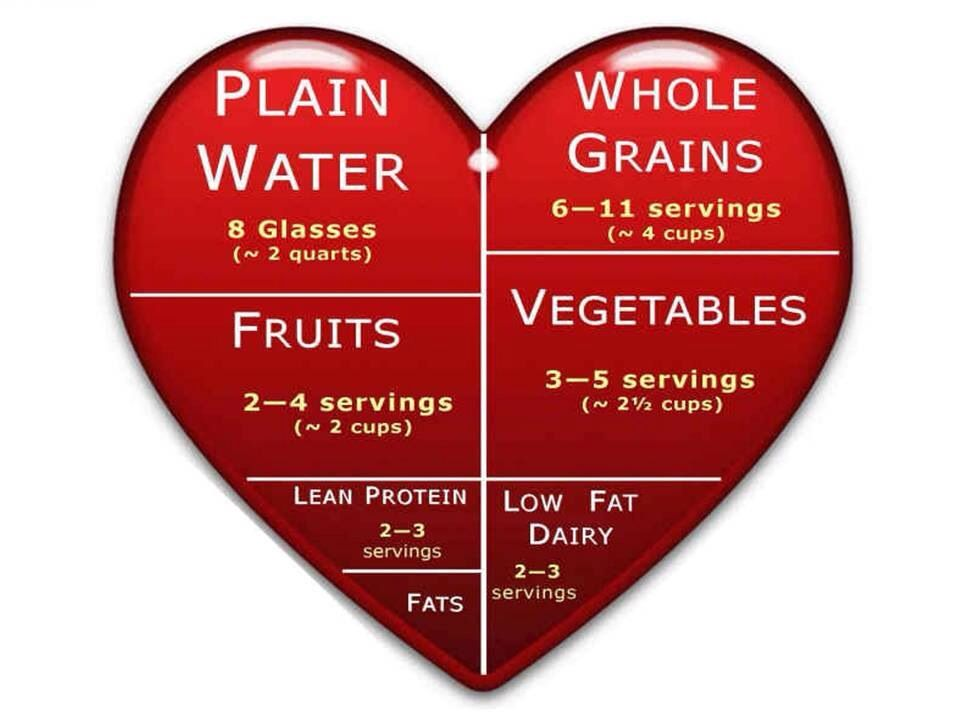 PLAIN
WATER
8 Glasses
(~ 2 quarts)
WHOLE
GRAINS
6—11 servings
(~ 4 cups)
FRUITS
2—4 servings
(~ 2 cups)
VEGETABLES
3—5 servings
(~ 2½ cups)
LEAN PROTEIN
2—3
servings
FATS
LOW FAT
DAIRY
2—3
servings